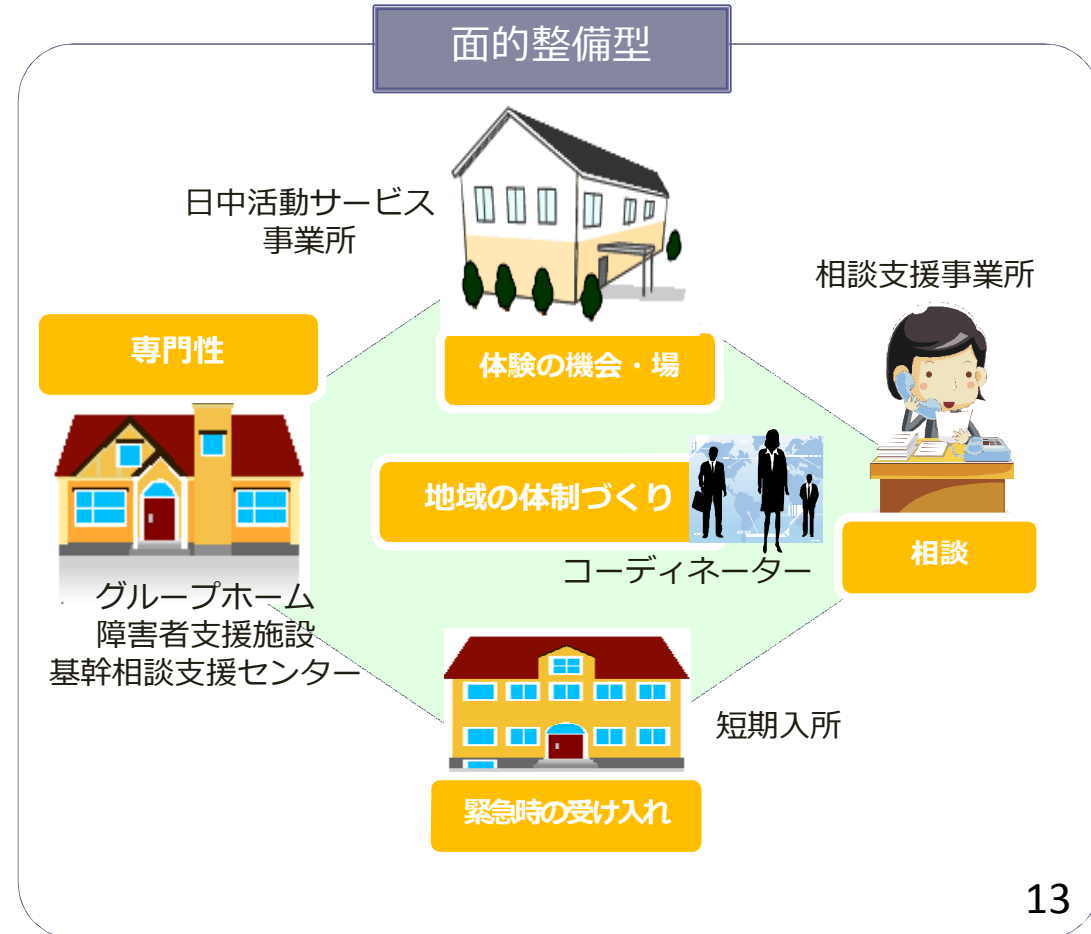 面的整備型
日中活動サービス
事業所
相談支援事業所
専門性
体験の機会・場
地域の体制づくり
コーディネーター
相談
グループホーム
障害者支援施設
基幹相談支援センター
短期入所
緊急時の受け入れ
13